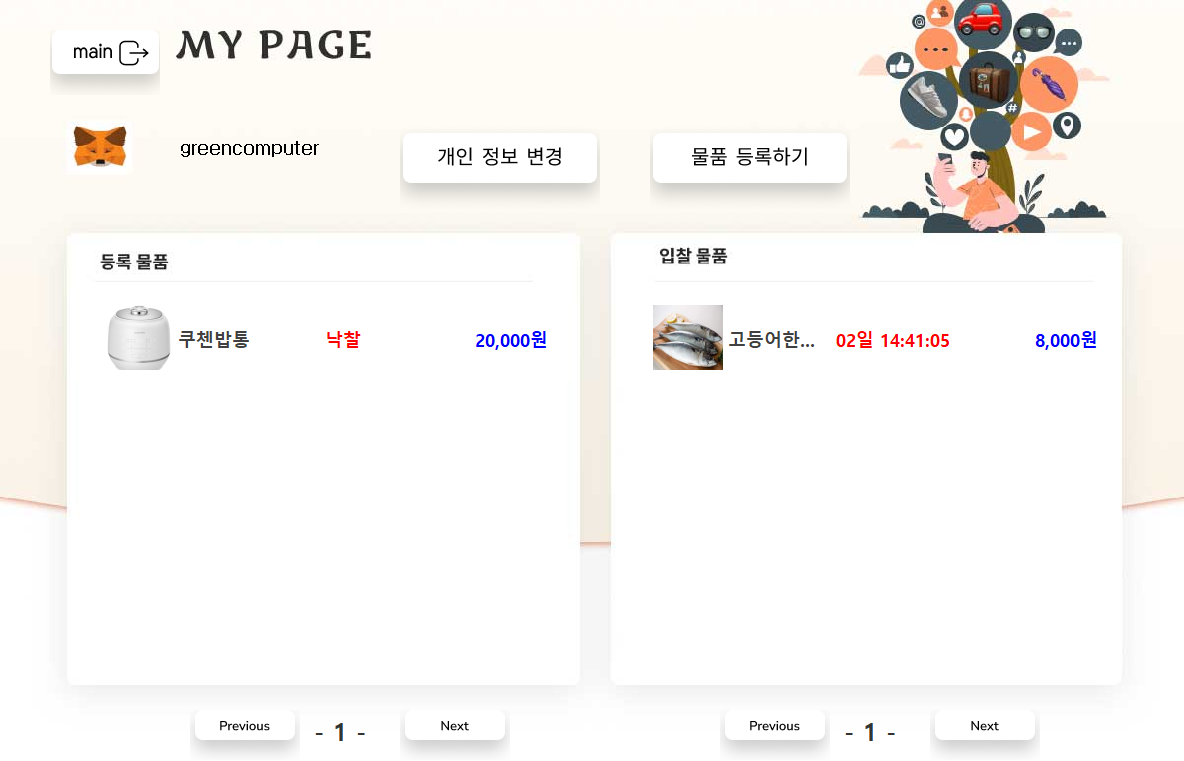 main
MY PAGE
greencomputer
개인 정보 변경
물품 등록하기
등록 물품
쿠첸밥통 낙찰 20,000원
입찰 물품
고등어한... 02일 14:41:05 8,000원
Previous - 1 - Next
Previous - 1 - Next